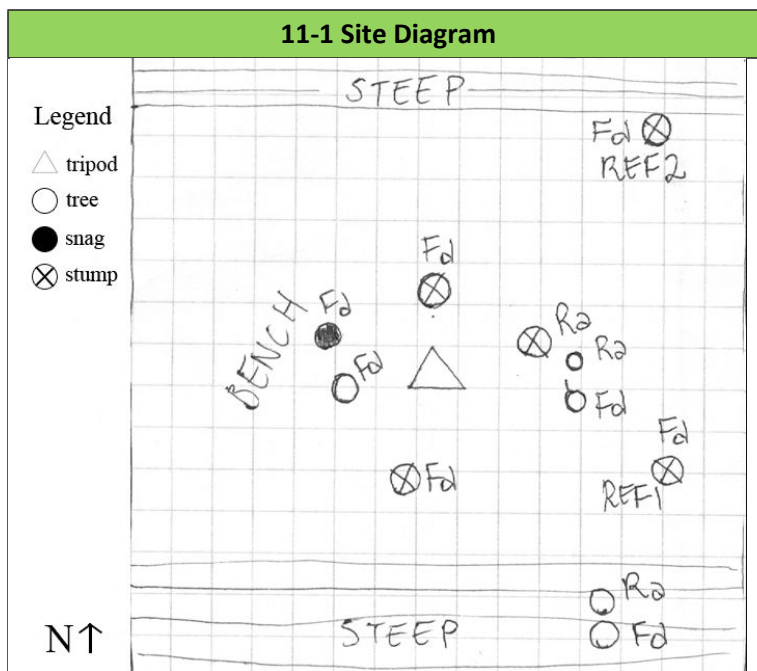 11-1 Site Diagram
Legend
tripod
tree
snag
stump
N↑
STEEP
Fd
REF2
Fd
BENCH
Fd
Fd
Ra
Ra
Fd
Fd
Fd
REF1
Ra
STEEP
Fd